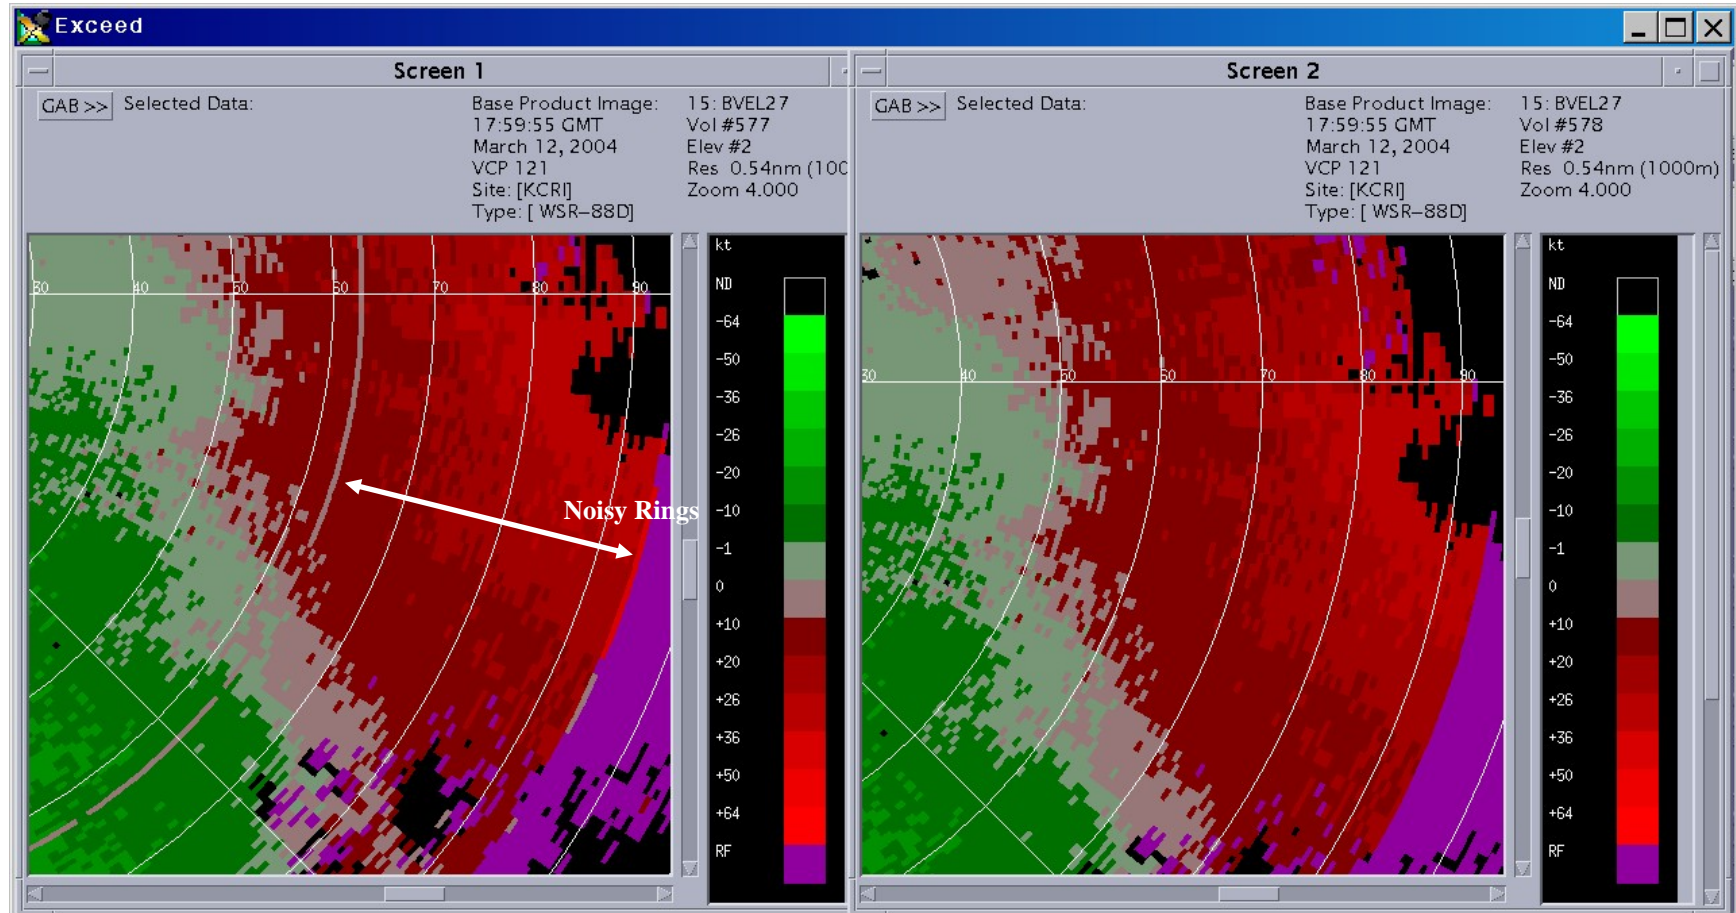 Exceed
Screen 1
GAB >> Selected Data:
Base Product Image:
17:59:55 GMT
March 12, 2004
VCP 121
Site: [KCRI]
Type: [ WSR-88D]
15: BVEL27
Vol #577
Elev #2
Res 0.54nm (100
Zoom 4.000
30 40 50 60 70 80 90
Noisy Rings
kt
ND
-64
-50
-36
-26
-20
-10
-1
0
+10
+20
+26
+36
+50
+64
RF
Screen 2
GAB >> Selected Data:
Base Product Image:
17:59:55 GMT
March 12, 2004
VCP 121
Site: [KCRI]
Type: [ WSR-88D]
15: BVEL27
Vol #578
Elev #2
Res 0.54nm (1000m)
Zoom 4.000
30 40 50 60 70 80 90
kt
ND
-64
-50
-36
-26
-20
-10
-1
0
+10
+20
+26
+36
+50
+64
RF